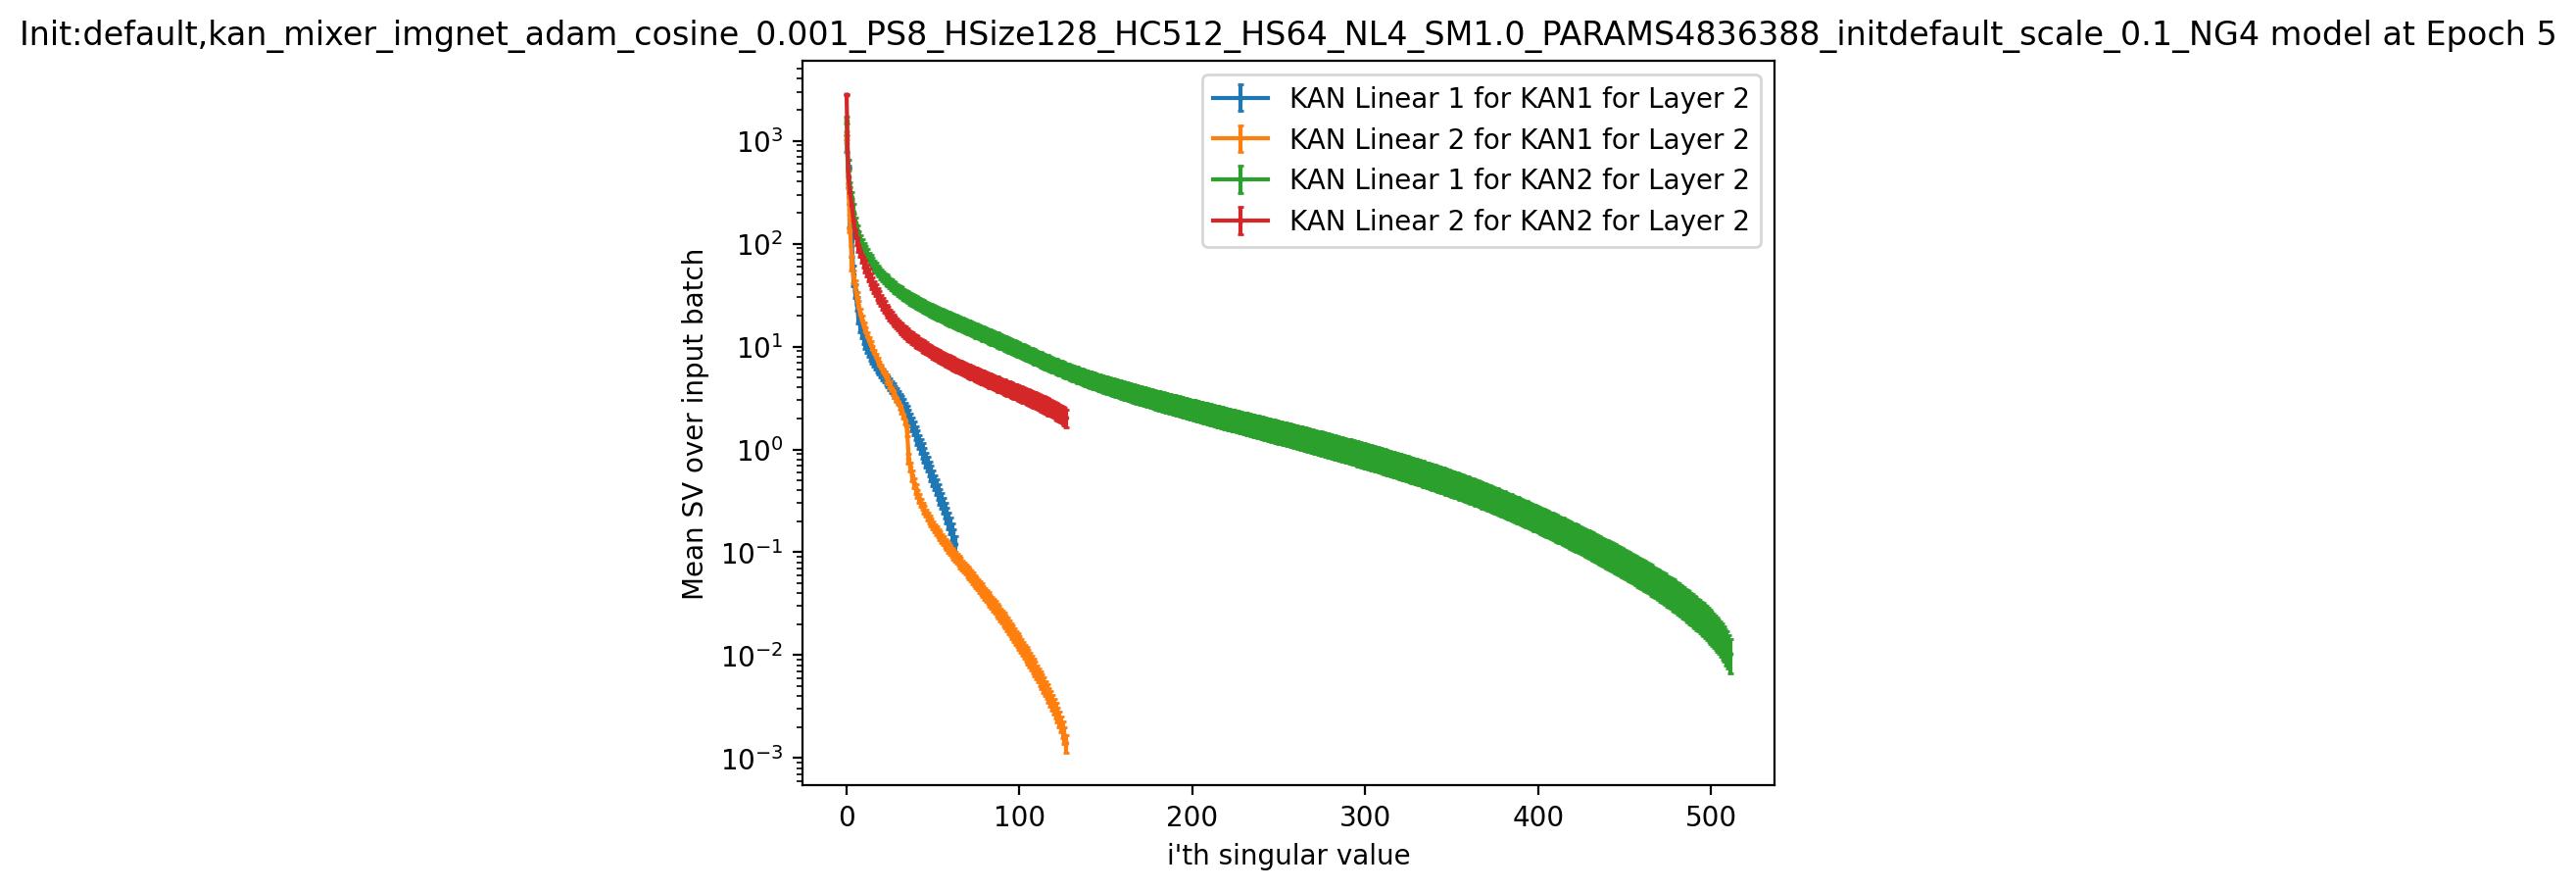 Init:default,kan_mixer_imgnet_adam_cosine_0.001_PS8_HSize128_HC512_HS64_NL4_SM1.0_PARAMS4836388_initdefault_scale_0.1_NG4 model at Epoch 5
KAN Linear 1 for KAN1 for Layer 2
KAN Linear 2 for KAN1 for Layer 2
KAN Linear 1 for KAN2 for Layer 2
KAN Linear 2 for KAN2 for Layer 2
Mean SV over input batch
10³
10²
10¹
10⁰
10⁻¹
10⁻²
10⁻³
0 100 200 300 400 500
i'th singular value